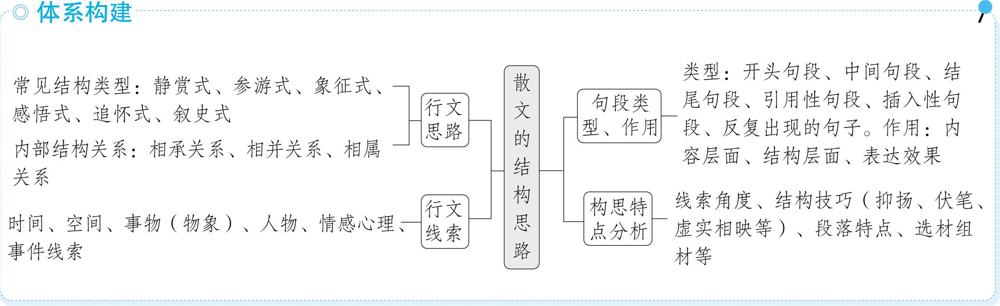 体系构建
常见结构类型：静赏式、参游式、象征式、
感悟式、追怀式、叙史式
内部结构关系：相承关系、相并关系、相属
关系
行文
思路
时间、空间、事物（物象）、人物、情感心理、
事件线索
行文
线索
散文的结构思路
句段类
型、作用
类型：开头句段、中间句段、结
尾句段、引用性句段、插入性句
段、反复出现的句子。作用：内
容层面、结构层面、表达效果
构思特
点分析
线索角度、结构技巧（抑扬、伏笔、
虚实相映等）、段落特点、选材组
材等